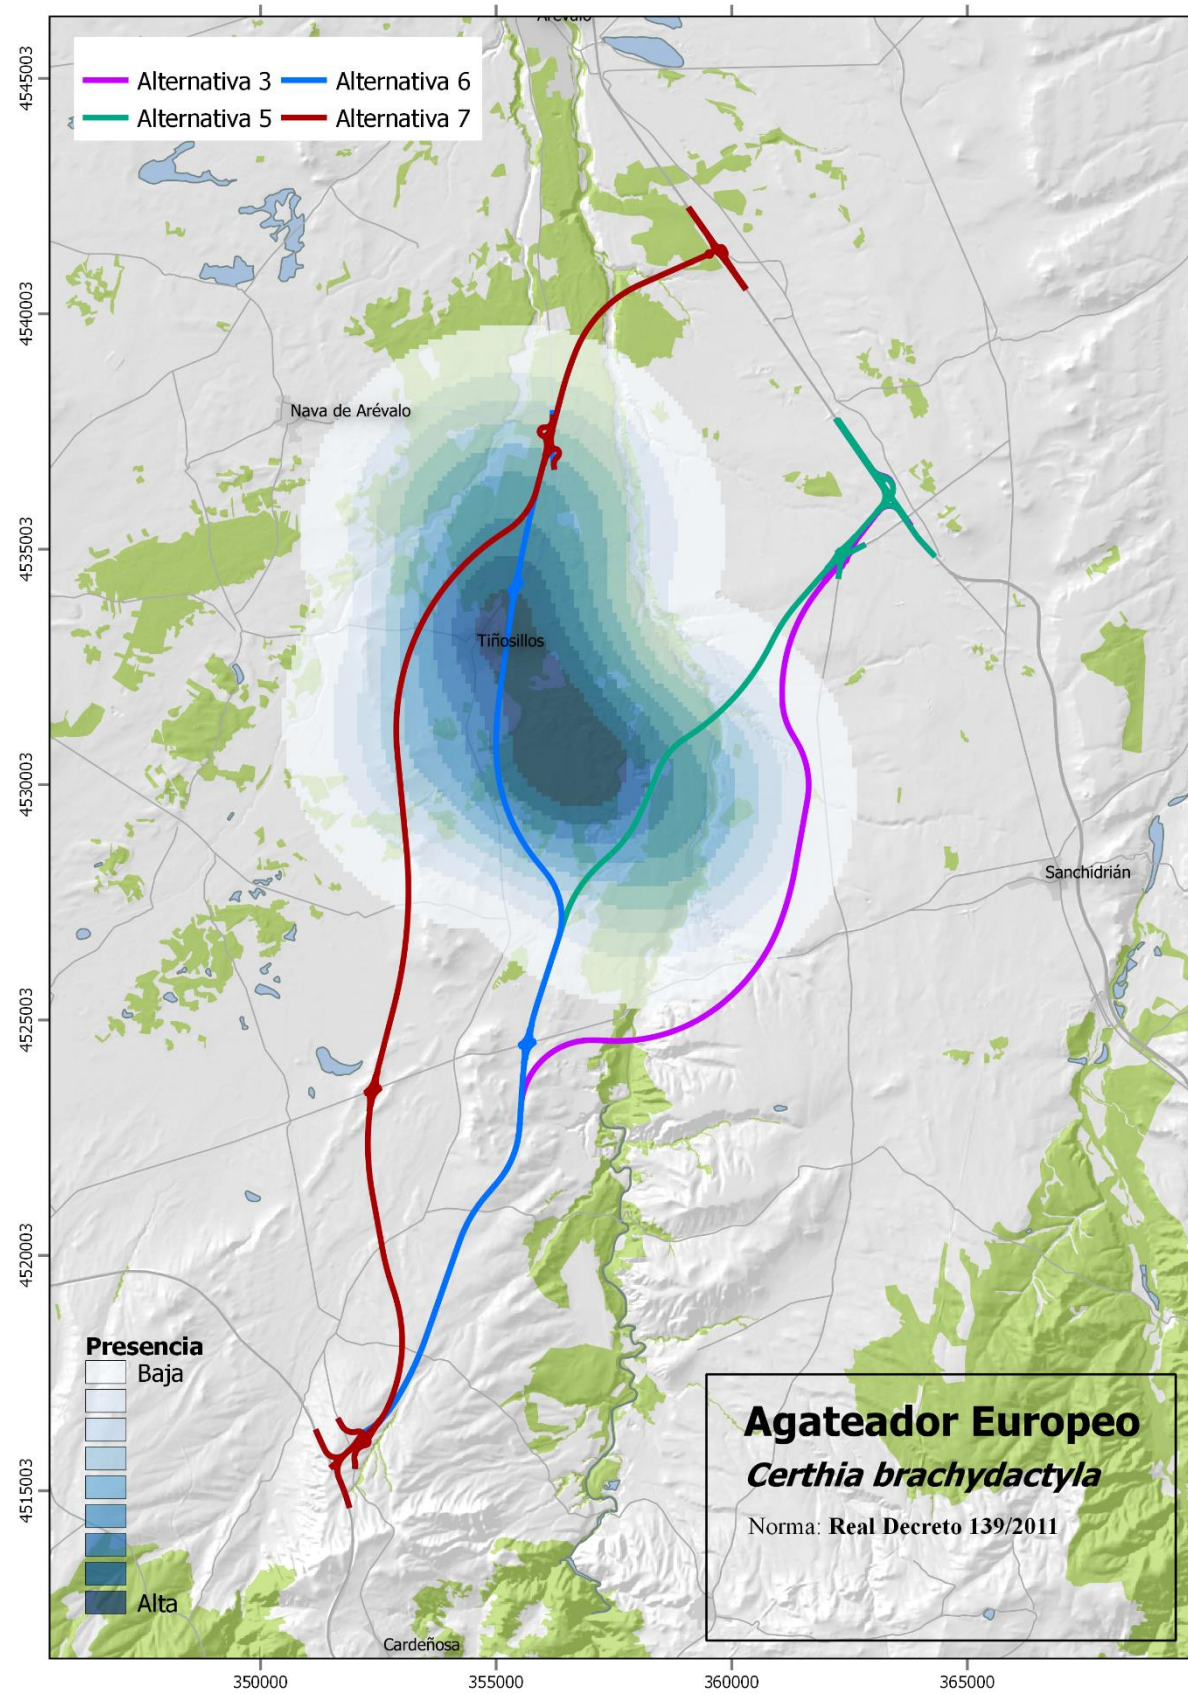 Arévalo
4545003
Alternativa 3 Alternativa 6
Alternativa 5 Alternativa 7
4540003
Nava de Arévalo
4535003
Tiñosillos
4530003
Sanchidrián
4525003
4520003
Presencia
Baja
Alta
4515003
Agateador Europeo
Certhia brachydactyla
Norma: Real Decreto 139/2011
Cardeñosa
350000 355000 360000 365000